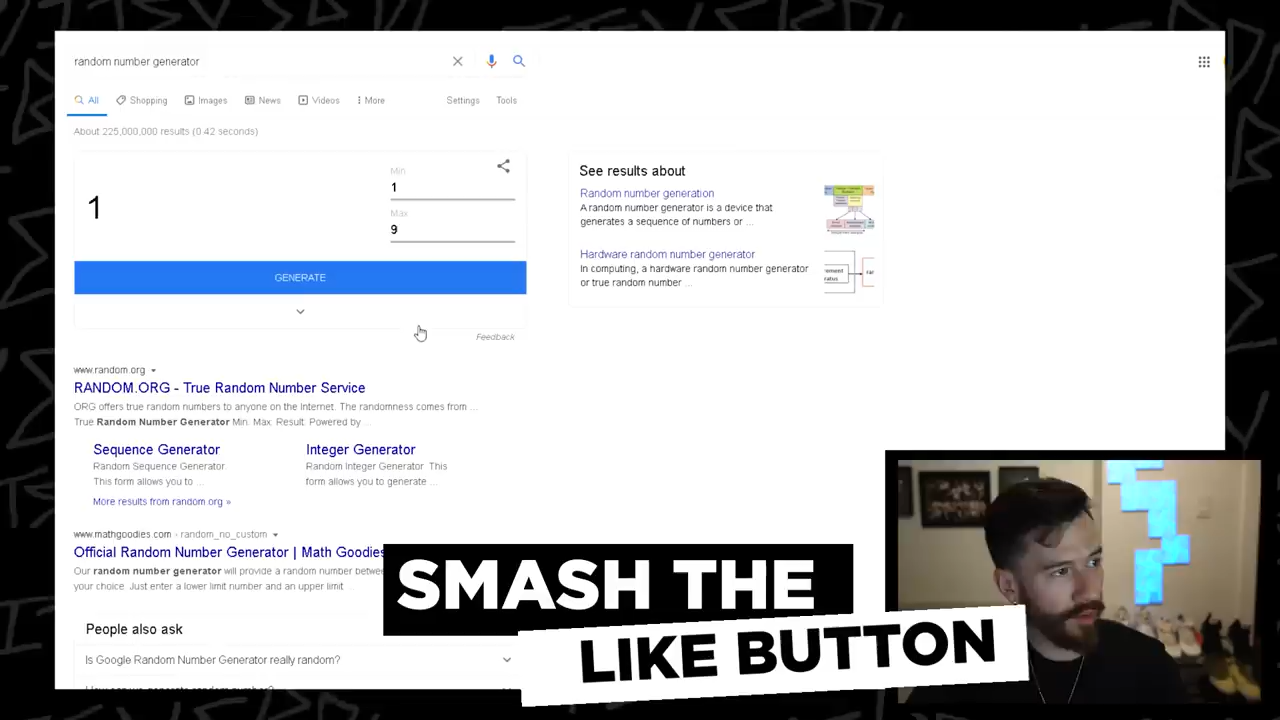 random number generator
All
Shopping
Images
News
Videos
More
Settings
Tools
About 225,000,000 results (0.42 seconds)
1
Min
1
Max
9
GENERATE
Feedback
See results about
Random number generation
A random number generator is a device that
generates a sequence of numbers or ...
Hardware random number generator
In computing, a hardware random number generator
or true random number ...
www.random.org
RANDOM.ORG - True Random Number Service
ORG offers true random numbers to anyone on the Internet. The randomness comes from ...
True Random Number Generator Min. Max. Result. Powered by ...
Sequence Generator
Random Sequence Generator.
This form allows you to ...
Integer Generator
Random Integer Generator This
form allows you to generate ...
More results from random.org »
www.mathgoodies.com › random_no_custom
Official Random Number Generator | Math Goodies
Our random number generator will provide a random number betwe
your choice. Just enter a lower limit number and an upper limit ...
People also ask
Is Google Random Number Generator really random?
SMASH THE
LIKE BUTTON